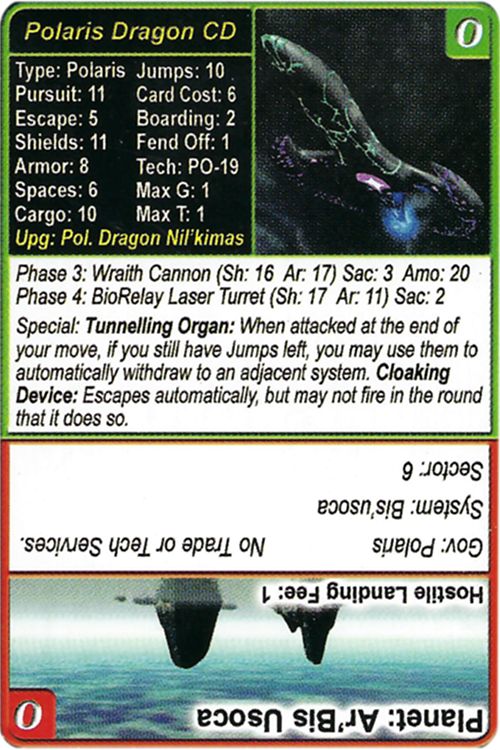 Polaris Dragon CD
0
Type: Polaris Jumps: 10
Pursuit: 11 Card Cost: 6
Escape: 5 Boarding: 2
Shields: 11 Fend Off: 1
Armor: 8 Tech: PO-19
Spaces: 6 Max G: 1
Cargo: 10 Max T: 1
Upg: Pol. Dragon Nil'kimas
Phase 3: Wraith Cannon (Sh: 16 Ar: 17) Sac: 3 Amo: 20
Phase 4: BioRelay Laser Turret (Sh: 17 Ar: 11) Sac: 2
Special: Tunnelling Organ: When attacked at the end of
your move, if you still have Jumps left, you may use them to
automatically withdraw to an adjacent system. Cloaking
Device: Escapes automatically, but may not fire in the round
that it does so.
Planet: Ar'Bis Usoca
0
Hostile Landing Fee: 1
Gov: Polaris No Trade or Tech Services.
System: Bis'usoca
Sector: 6